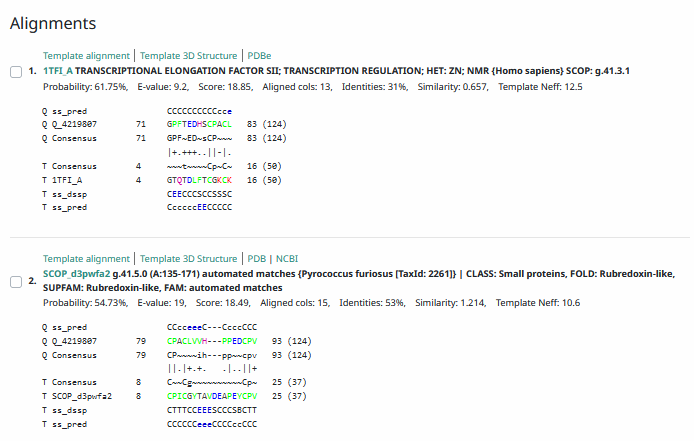 Alignments
Template alignment | Template 3D Structure | PDBe
1. 1TFI_A TRANSCRIPTIONAL ELONGATION FACTOR SII; TRANSCRIPTION REGULATION; HET: ZN; NMR {Homo sapiens} SCOP: g.41.3.1
Probability: 61.75%, E-value: 9.2, Score: 18.85, Aligned cols: 13, Identities: 31%, Similarity: 0.657, Template Neff: 12.5
Q ss_pred CCCCCCCCCCcce
Q Q_4219807 71 GPFTEDHSCPACL 83 (124)
Q Consensus 71 GPF~ED~sCP~~~ 83 (124)
|+.+++..||-|.
T Consensus 4 ~~~t~~~~Cp~C~ 16 (50)
T 1TFI_A 4 GTQTDLFTCGKCK 16 (50)
T ss_dssp CEECCCSCCSSSC
T ss_pred CcccccEECCCCC
Template alignment | Template 3D Structure | PDB | NCBI
2. SCOP_d3pwfa2 g.41.5.0 (A:135-171) automated matches {Pyrococcus furiosus [TaxId: 2261]} | CLASS: Small proteins, FOLD: Rubredoxin-like,
SUPFAM: Rubredoxin-like, FAM: automated matches
Probability: 54.73%, E-value: 19, Score: 18.49, Aligned cols: 15, Identities: 53%, Similarity: 1.214, Template Neff: 10.6
Q ss_pred CCcceeeC---CcccCCC
Q Q_4219807 79 CPACLVVH---PPEDCPV 93 (124)
Q Consensus 79 CP~~~~ih---pp~~cpv 93 (124)
||.|+.+. .|..||+
T Consensus 8 C~~Cg~~~~~~~~~~Cp~ 25 (37)
T SCOP_d3pwfa2 8 CPICGYTAVDEAPEYCPV 25 (37)
T ss_dssp CTTTCCEEESCCCSBCTT
T ss_pred CCCCCCeeeCCCCccCCC